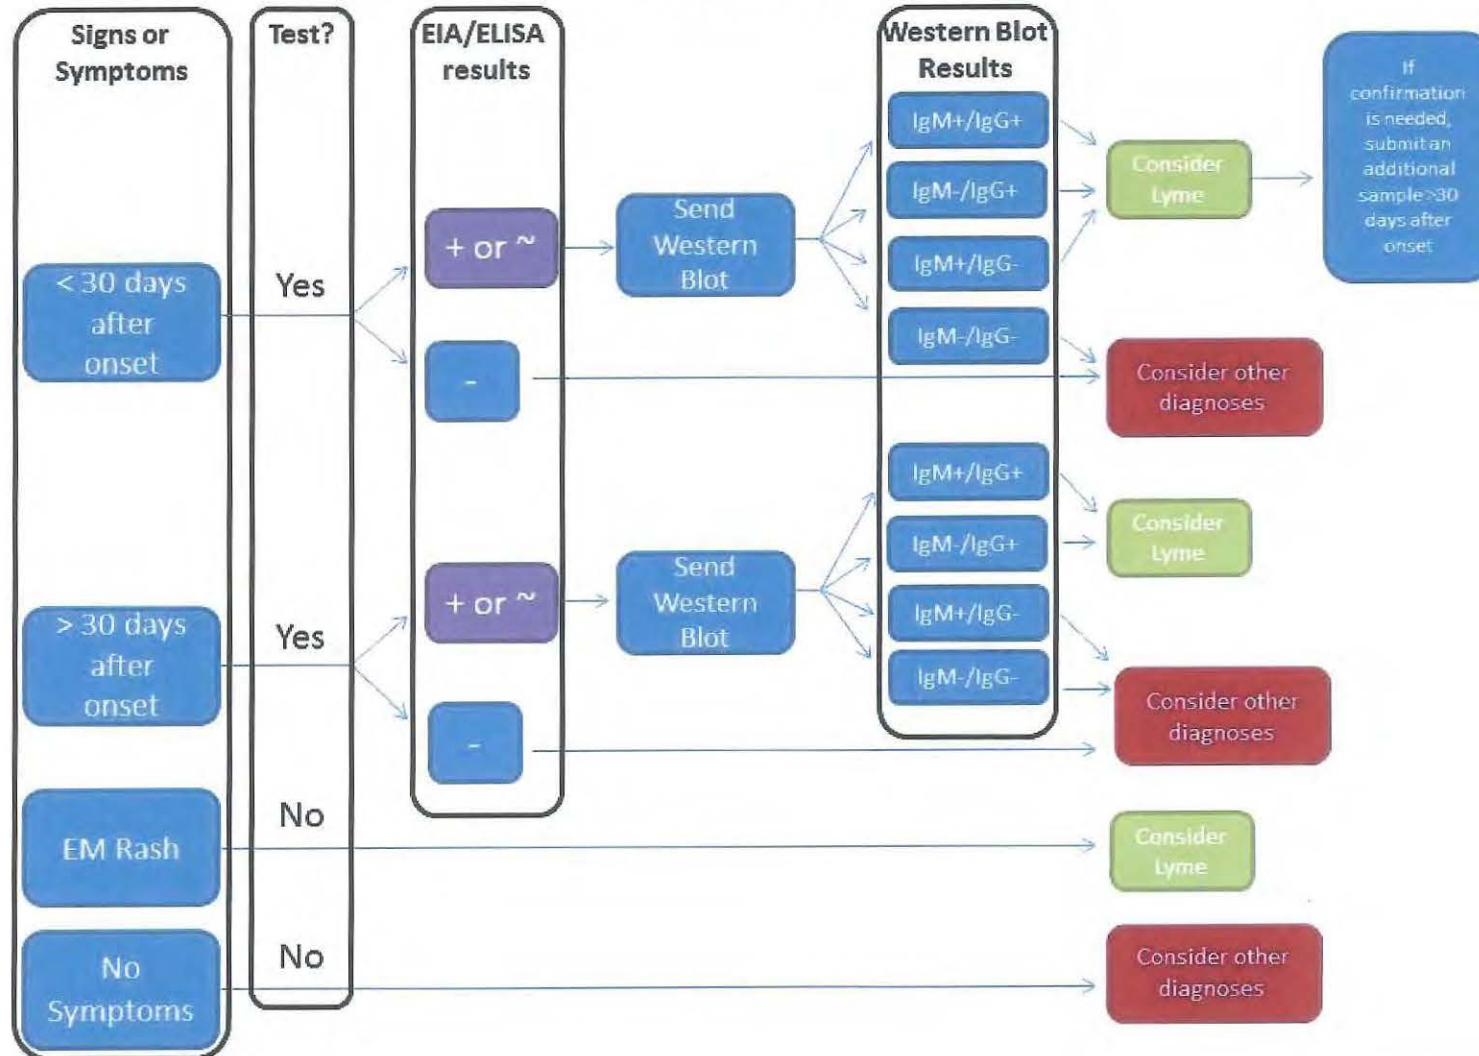 Signs or
Symptoms
Test?
EIA/ELISA
results
Western Blot
Results
< 30 days
after
onset
Yes
+ or ~
-
Send
Western
Blot
IgM+/IgG+
IgM-/IgG+
IgM+/IgG-
IgM-/IgG-
Consider
Lyme
If
confirmation
is needed,
submit an
additional
sample >30
days after
onset
Consider other
diagnoses
> 30 days
after
onset
Yes
+ or ~
-
Send
Western
Blot
IgM+/IgG+
IgM-/IgG+
IgM+/IgG-
IgM-/IgG-
Consider
Lyme
Consider other
diagnoses
EM Rash
No
Consider
Lyme
No
Symptoms
No
Consider other
diagnoses